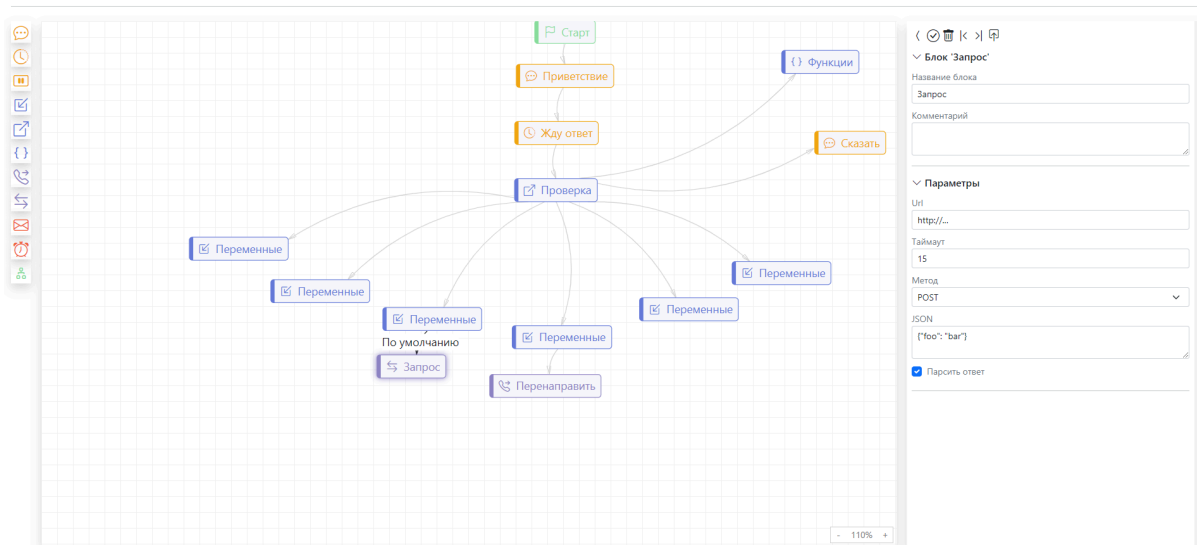 Старт
Приветствие
{ } Функции
Жду ответ
Сказать
Проверка
Переменные
Переменные
Переменные
Переменные
Переменные
Переменные
По умолчанию
Запрос
Перенаправить
- 110% +
Блок 'Запрос'
Название блока
Запрос
Комментарий
Параметры
Url
http://...
Таймаут
15
Метод
POST
JSON
{"foo": "bar"}
Парсить ответ